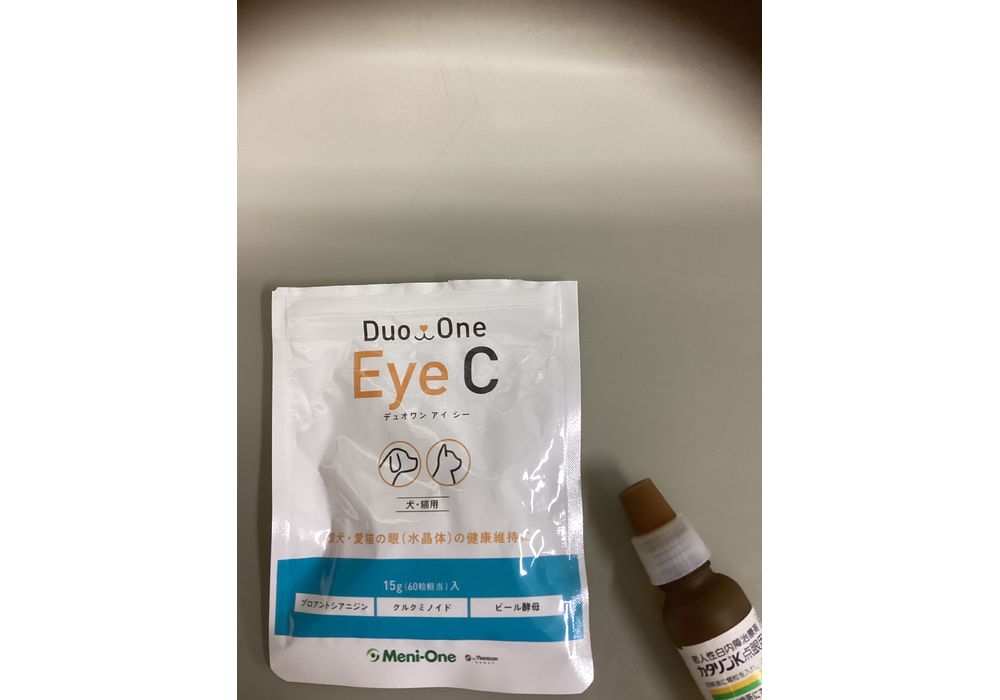 Duo One
Eye C
デュオワン アイ シー
犬・猫用
愛犬・愛猫の眼(水晶体)の健康維持に
15g(60粒相当)入
プロアントシアニジン
クルクミノイド
ビール酵母
Meni-One
by Menicon
老人性白内障治療薬
カタリンK点眼